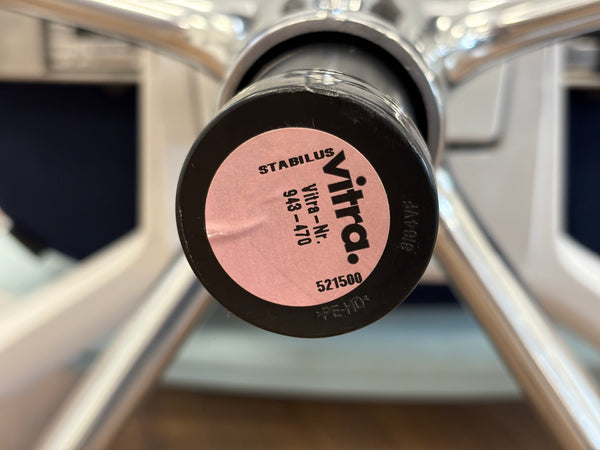 STABILUS
vitra.
Vitra-Nr.
943-470
521500
>PE-HD<